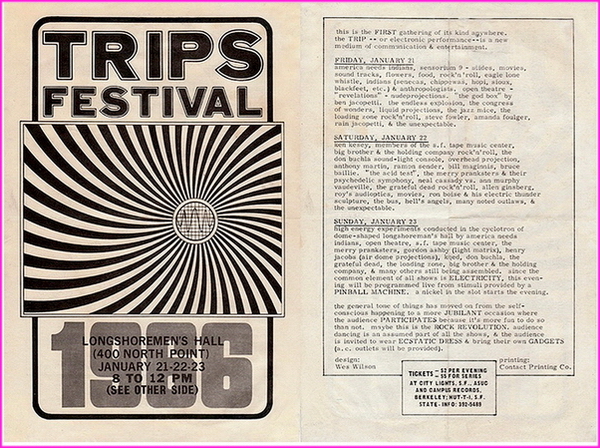 TRIPS
FESTIVAL
1966
LONGSHOREMEN'S HALL
(400 NORTH POINT)
JANUARY 21-22-23
8 TO 12 PM
(SEE OTHER SIDE)
this is the FIRST gathering of its kind anywhere.
the TRIP -- or electronic performance--is a new
medium of communication & entertainment.
FRIDAY, JANUARY 21
america needs indians, sensorium 9 - slides, movies,
sound tracks, flowers, food, rock'n'roll, eagle lone
whistle, indians (senecas, chippewas, hopi, sioux,
blackfeet, etc.) & anthropologists. open theatre -
"revelations" - nudeprojections. "the god box" by
ben jacopetti. the endless explosion, the congress
of wonders, liquid projections, the jazz mice, the
loading zone rock'n'roll, steve fowler, amanda foulger,
rain jacopetti, & the unexpectable.
SATURDAY, JANUARY 22
ken kesey, members of the s.f. tape music center,
big brother & the holding company rock'n'roll, the
don buchla sound-light console, overhead projection,
anthony martin, ramon sender, bill maginnis, bruce
baillie. "the acid test", the merry pranksters & their
psychedelic symphony, neal cassady vs. ann murphy
vaudeville, the grateful dead rock'n'roll, allen ginsberg,
roy's audioptics, movies, ron boise & his electric thunder
sculpture, the bus, hell's angels, many noted outlaws, &
the unexpectable.
SUNDAY, JANUARY 23
high energy experiments conducted in the cyclotron of
dome-shaped longshoreman's hall by america needs
indians, open theatre, s.f. tape music center, the
merry pranksters, gordon ashby (light matrix), henry
jacobs (air dome projections), kqed, don buchla, the
grateful dead, the loading zone, big brother & the holding
company, & many others still being assembled. since the
common element of all shows is ELECTRICITY, this even-
ing will be programmed live from stimuli provided by a
PINBALL MACHINE. a nickel in the slot starts the evening.
the general tone of things has moved on from the self-
conscious happening to a more JUBILANT occasion where
the audience PARTICIPATES because it's more fun to do so
than not. maybe this is the ROCK REVOLUTION. audience
dancing is an assumed part of all the shows, & the audience
is invited to wear ECSTATIC DRESS & bring their own GADGETS
(a.c. outlets will be provided).
design:
Wes Wilson
printing:
Contact Printing Co.
TICKETS - $2 PER EVENING
- $5 FOR SERIES
AT CITY LIGHTS, S.F., ASUC
AND CAMPUS RECORDS,
BERKELEY; HUT-T-1, S.F.
STATE-INFO: 392-5489